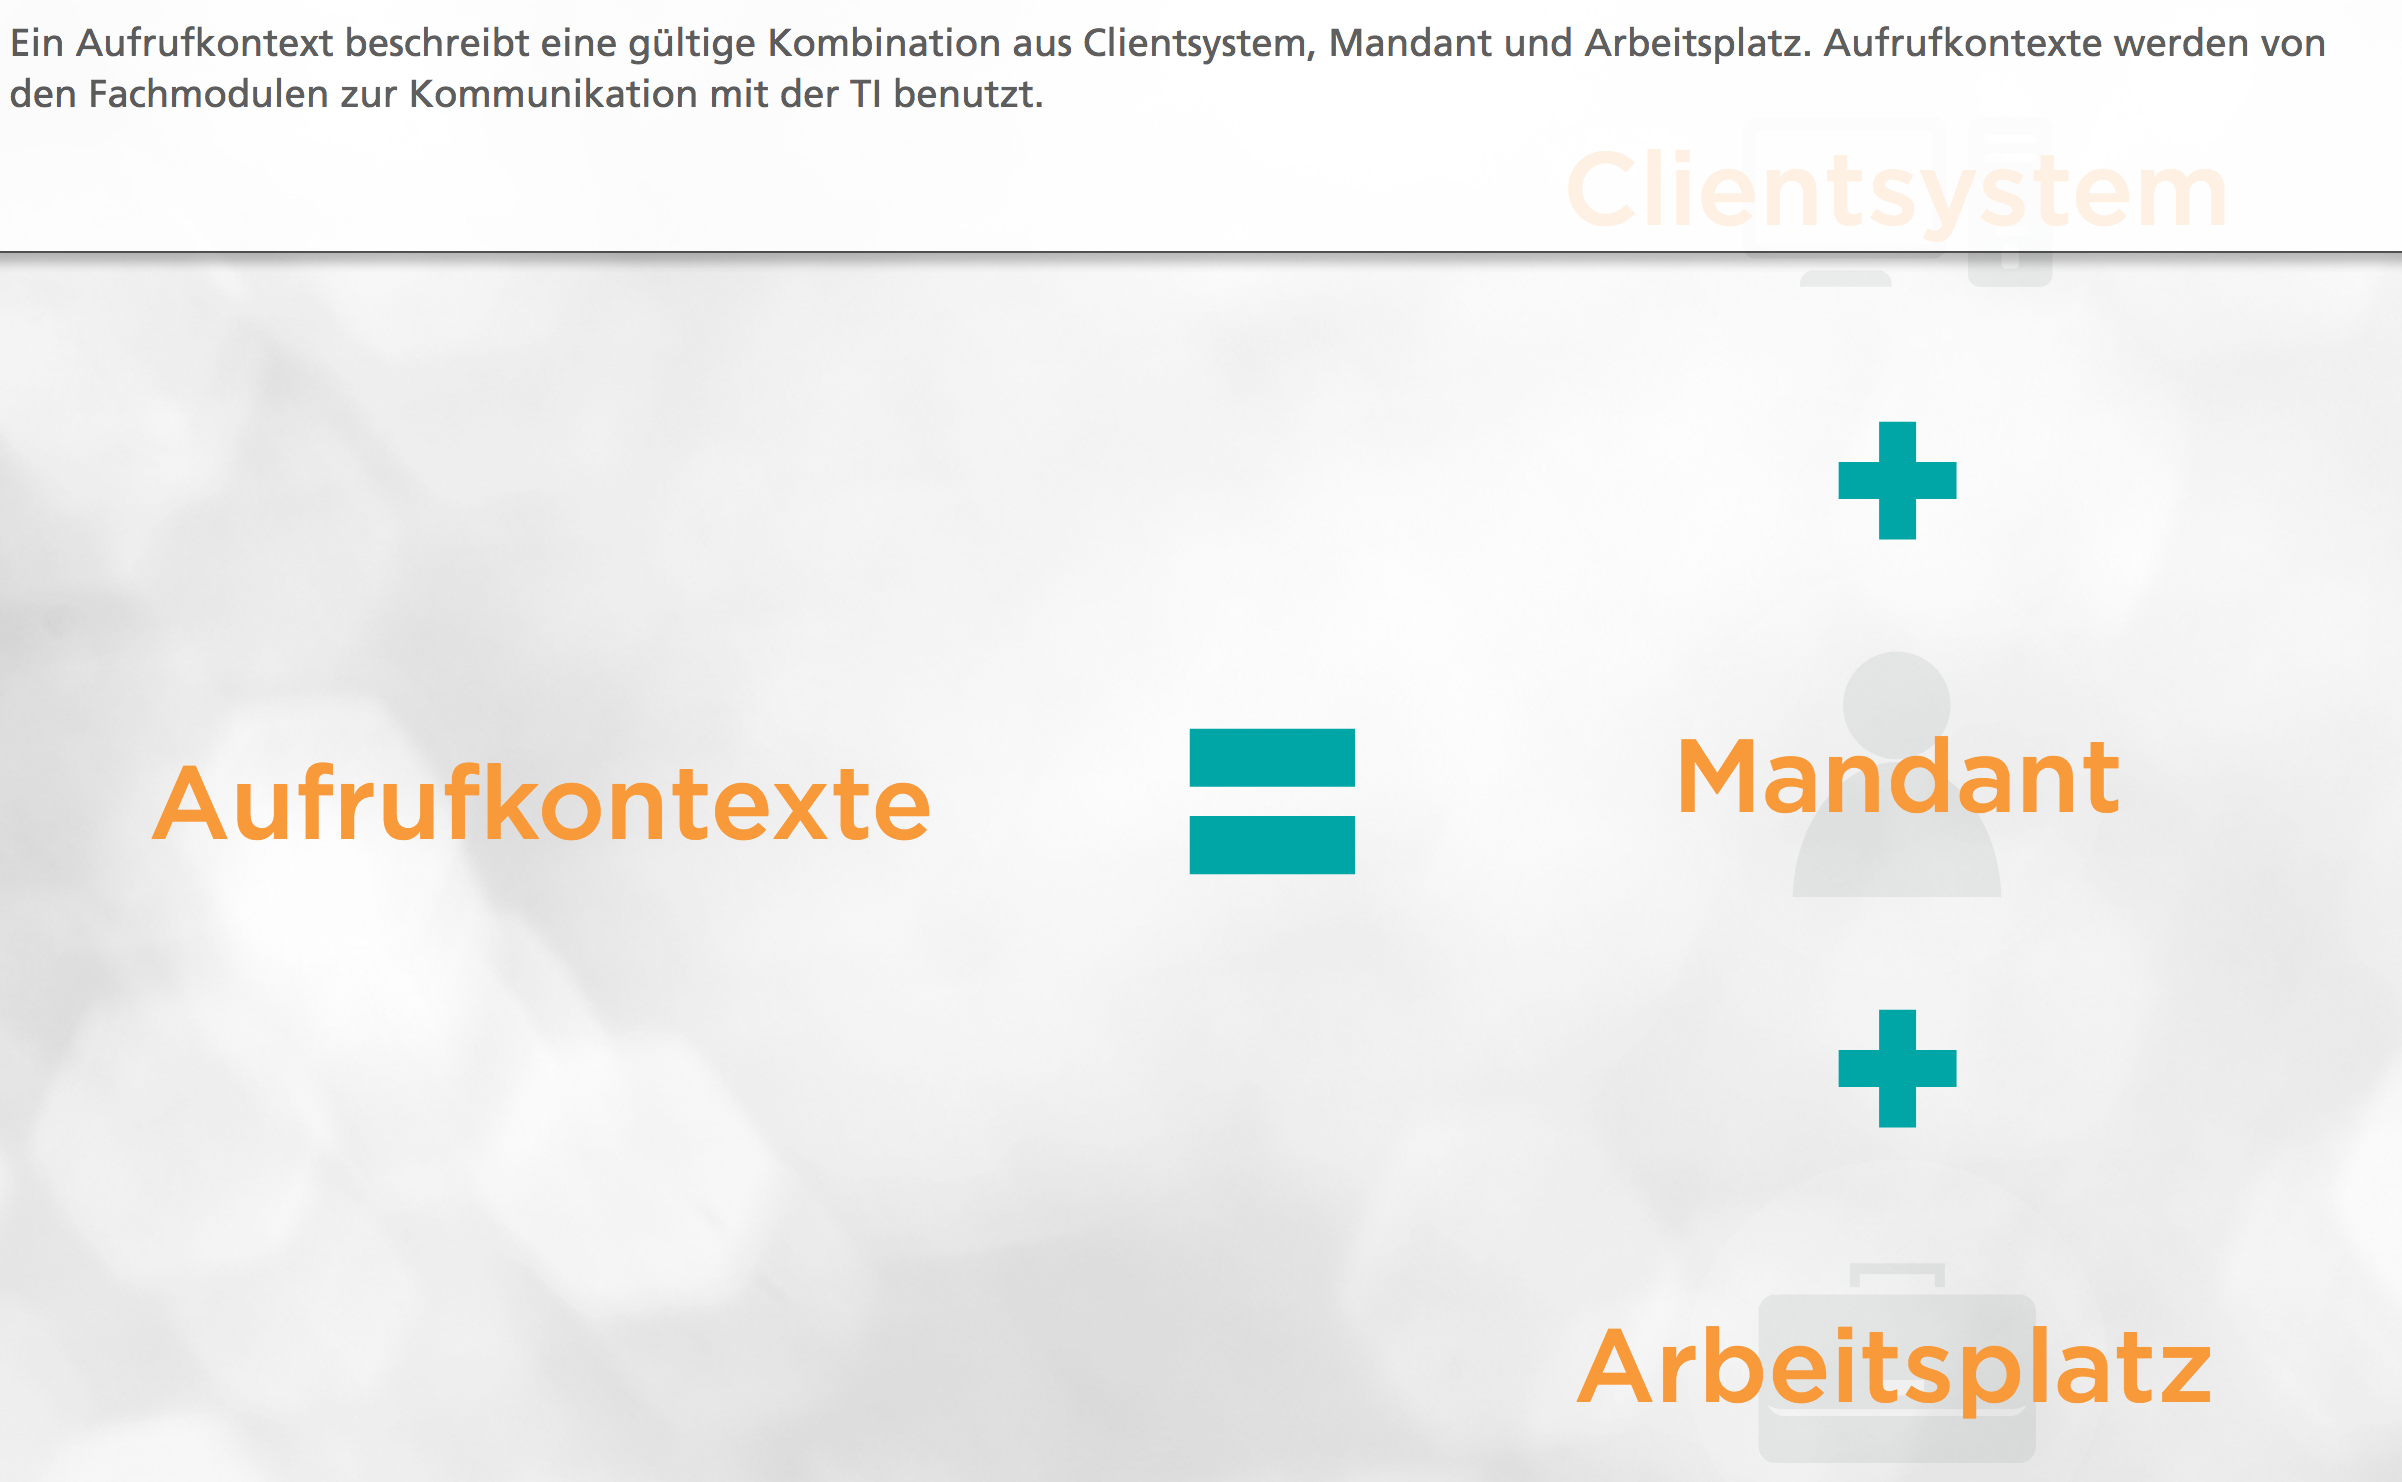 Ein Aufrufkontext beschreibt eine gültige Kombination aus Clientsystem, Mandant und Arbeitsplatz. Aufrufkontexte werden von
den Fachmodulen zur Kommunikation mit der TI benutzt.
Clientsystem
Aufrufkontexte
Mandant
Arbeitsplatz